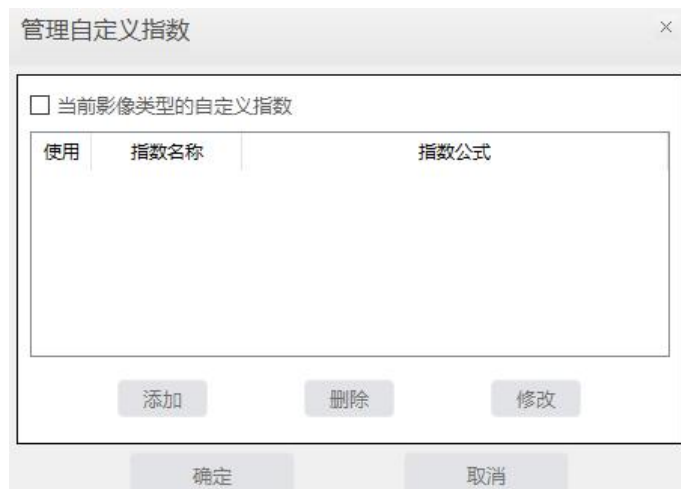 管理自定义指数
当前影像类型的自定义指数
使用 指数名称 指数公式
添加 删除 修改
确定 取消